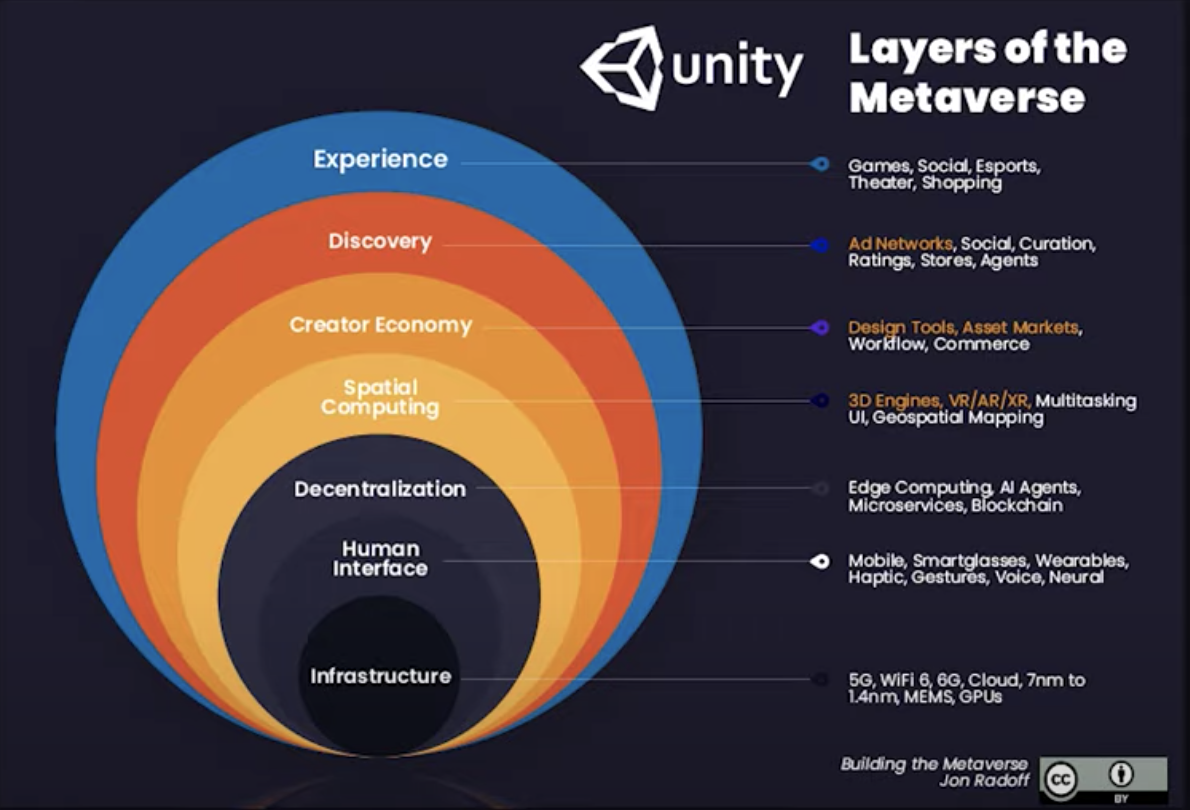 unity
Layers of the
Metaverse
Experience
Games, Social, Esports,
Theater, Shopping
Discovery
Ad Networks, Social, Curation,
Ratings, Stores, Agents
Creator Economy
Design Tools, Asset Markets,
Workflow, Commerce
Spatial
Computing
3D Engines, VR/AR/XR, Multitasking
UI, Geospatial Mapping
Decentralization
Edge Computing, AI Agents,
Microservices, Blockchain
Human
Interface
Mobile, Smartglasses, Wearables,
Haptic, Gestures, Voice, Neural
Infrastructure
5G, WiFi 6, 6G, Cloud, 7nm to
1.4nm, MEMS, GPUs
Building the Metaverse
Jon Radoff
cc
BY